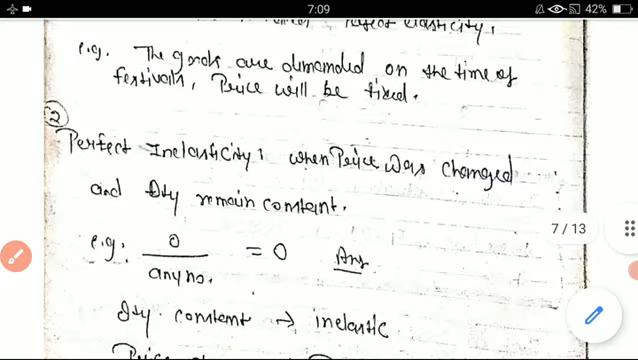 7:09
42%
Perfect elasticity.
e.g. The goods are demanded on the time of
festivals, Price will be fixed.
2
Perfect Inelasticity: when Price was changed
and Qty remain constant.
e.g. 0 / any no. = 0 Ans
7 / 13
Qty. constant → inelastic